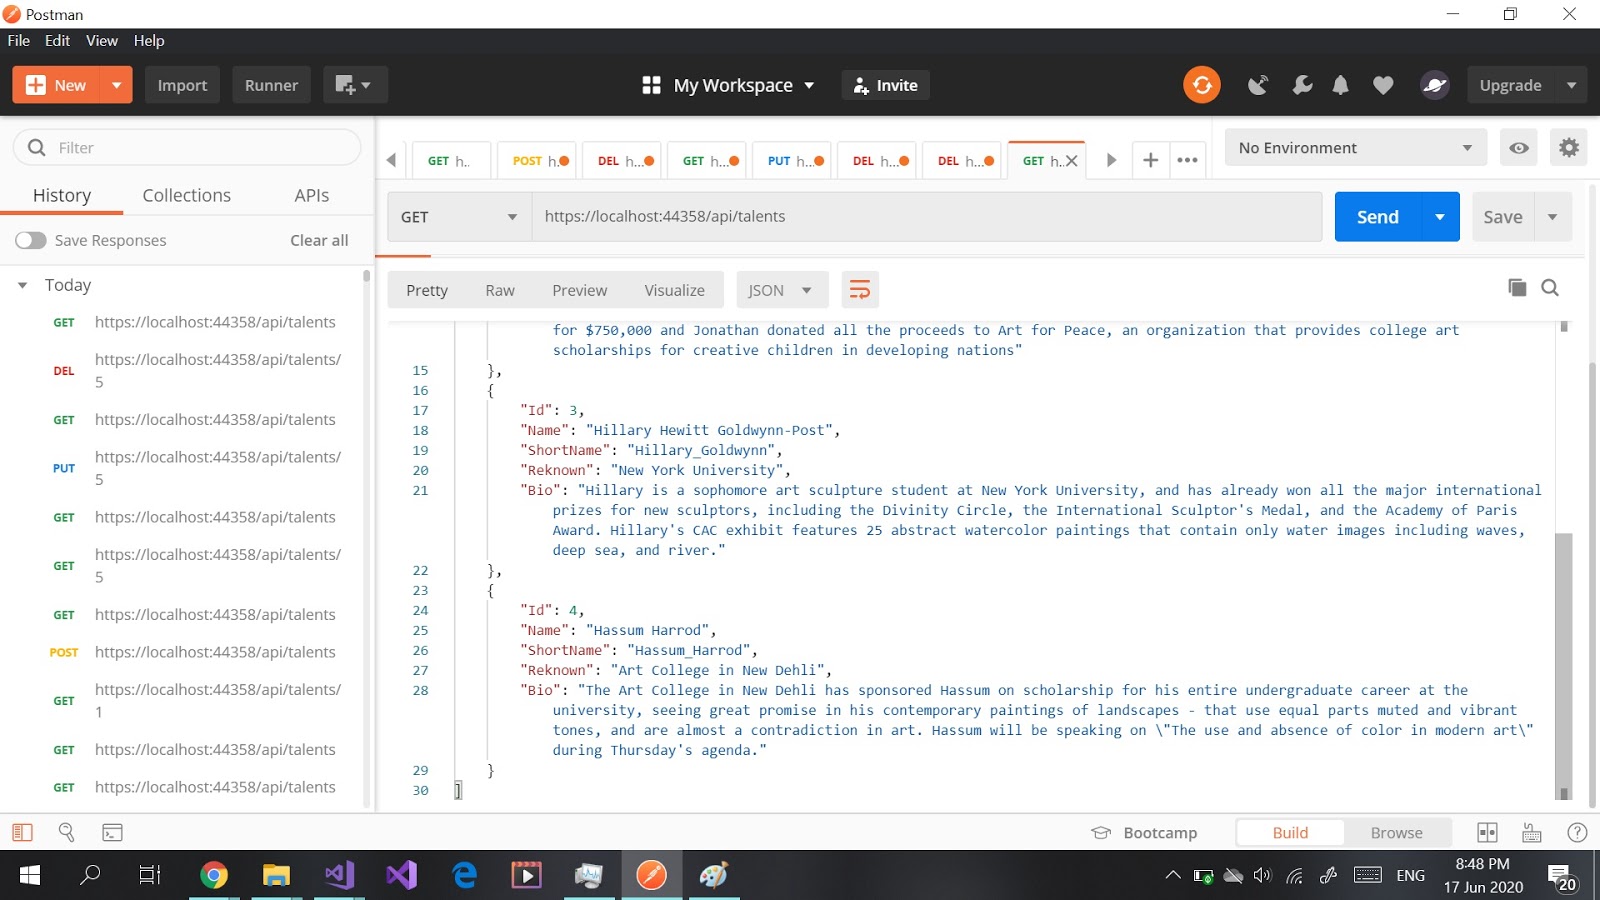 Postman
File Edit View Help
New Import Runner My Workspace Invite Upgrade
Filter
History Collections APIs
Save Responses Clear all
Today
GET https://localhost:44358/api/talents
DEL https://localhost:44358/api/talents/
5
GET https://localhost:44358/api/talents
PUT https://localhost:44358/api/talents/
5
GET https://localhost:44358/api/talents
GET https://localhost:44358/api/talents/
5
GET https://localhost:44358/api/talents
POST https://localhost:44358/api/talents
GET https://localhost:44358/api/talents/
1
GET https://localhost:44358/api/talents
GET https://localhost:44358/api/talents
GET h.. POST h... DEL h... GET h... PUT h... DEL h... DEL h... GET h..
No Environment
GET https://localhost:44358/api/talents Send Save
Pretty Raw Preview Visualize JSON
for $750,000 and Jonathan donated all the proceeds to Art for Peace, an organization that provides college art
scholarships for creative children in developing nations"
15 },
16 {
17 "Id": 3,
18 "Name": "Hillary Hewitt Goldwynn-Post",
19 "ShortName": "Hillary_Goldwynn",
20 "Reknown": "New York University",
21 "Bio": "Hillary is a sophomore art sculpture student at New York University, and has already won all the major international
prizes for new sculptors, including the Divinity Circle, the International Sculptor's Medal, and the Academy of Paris
Award. Hillary's CAC exhibit features 25 abstract watercolor paintings that contain only water images including waves,
deep sea, and river."
22 },
23 {
24 "Id": 4,
25 "Name": "Hassum Harrod",
26 "ShortName": "Hassum_Harrod",
27 "Reknown": "Art College in New Dehli",
28 "Bio": "The Art College in New Dehli has sponsored Hassum on scholarship for his entire undergraduate career at the
university, seeing great promise in his contemporary paintings of landscapes - that use equal parts muted and vibrant
tones, and are almost a contradiction in art. Hassum will be speaking on \"The use and absence of color in modern art\"
during Thursday's agenda."
29 }
30 ]
Bootcamp Build Browse
ENG
8:48 PM
17 Jun 2020
20